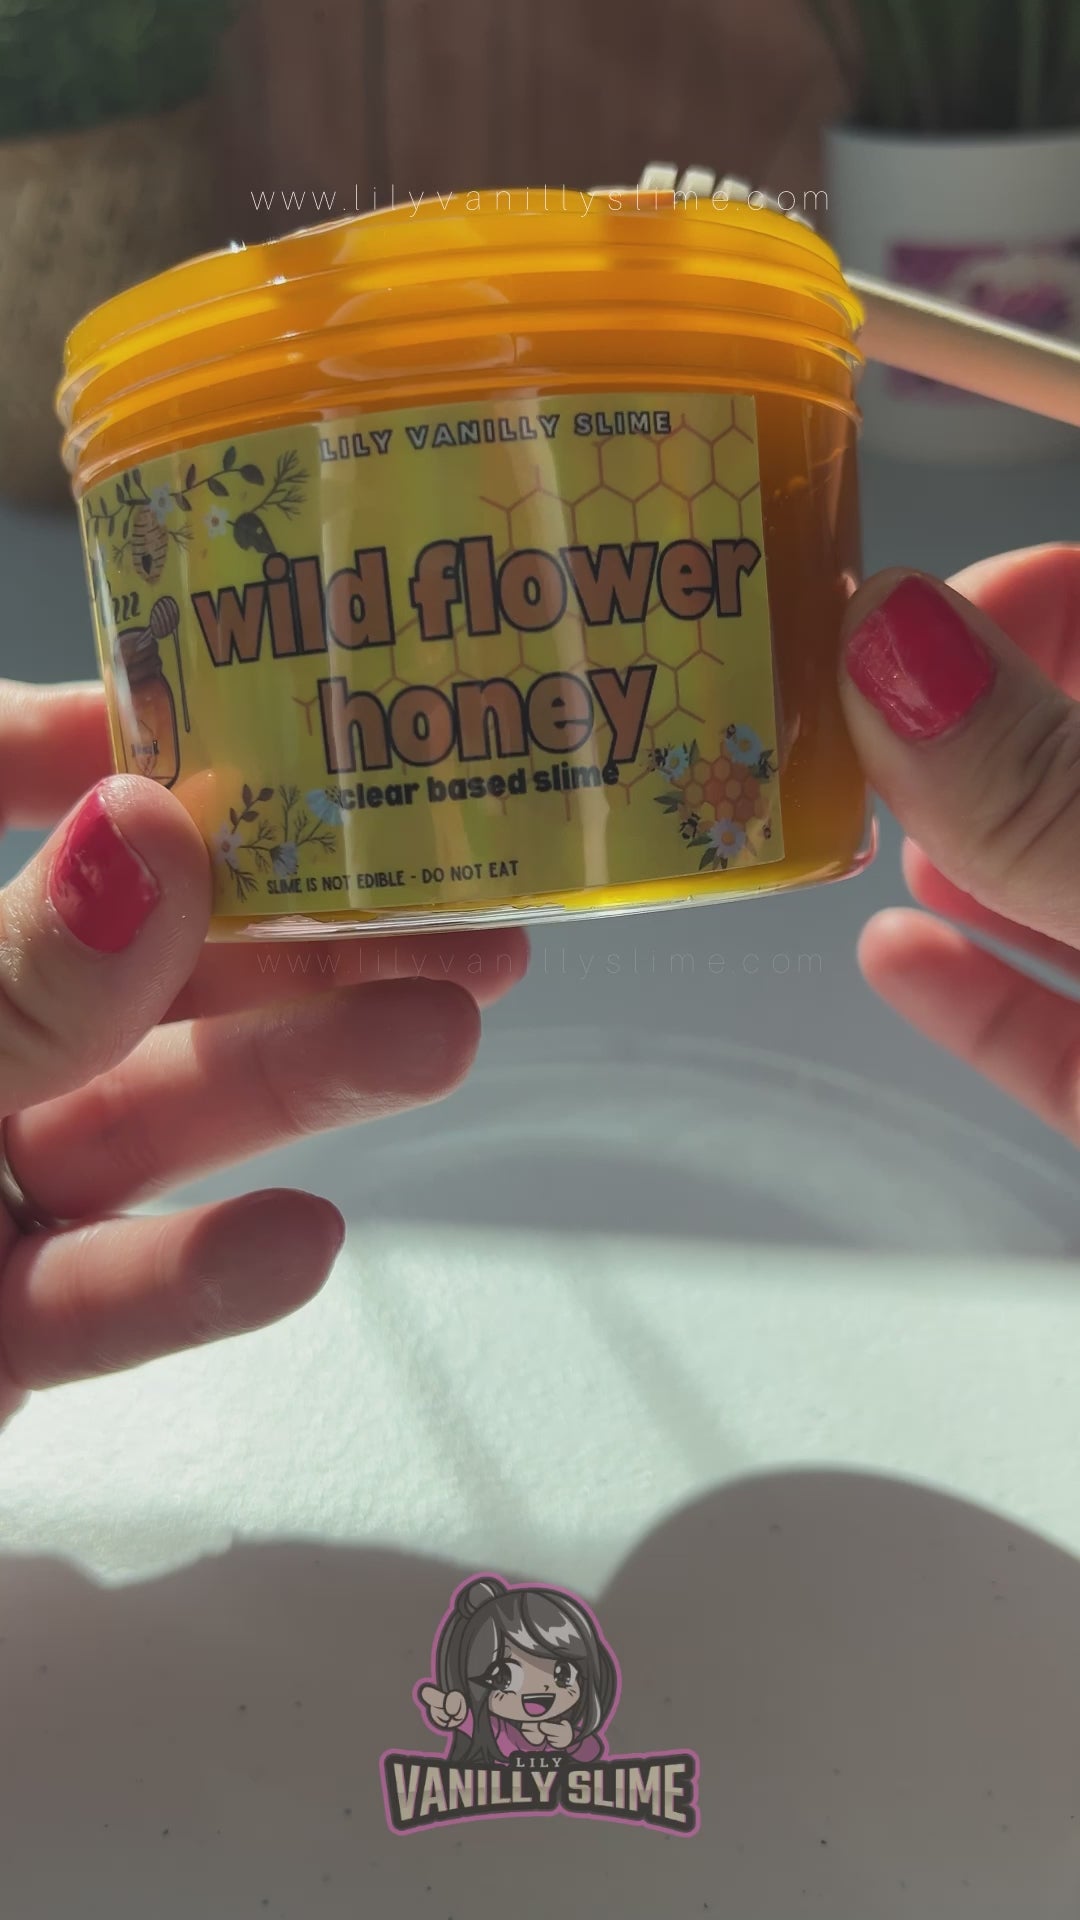 www.lilyvanillyslime.com
LILY VANILLY SLIME
wild flower
honey
clear based slime
SLIME IS NOT EDIBLE - DO NOT EAT
www.lilyvanillyslime.com
LILY
VANILLY SLIME